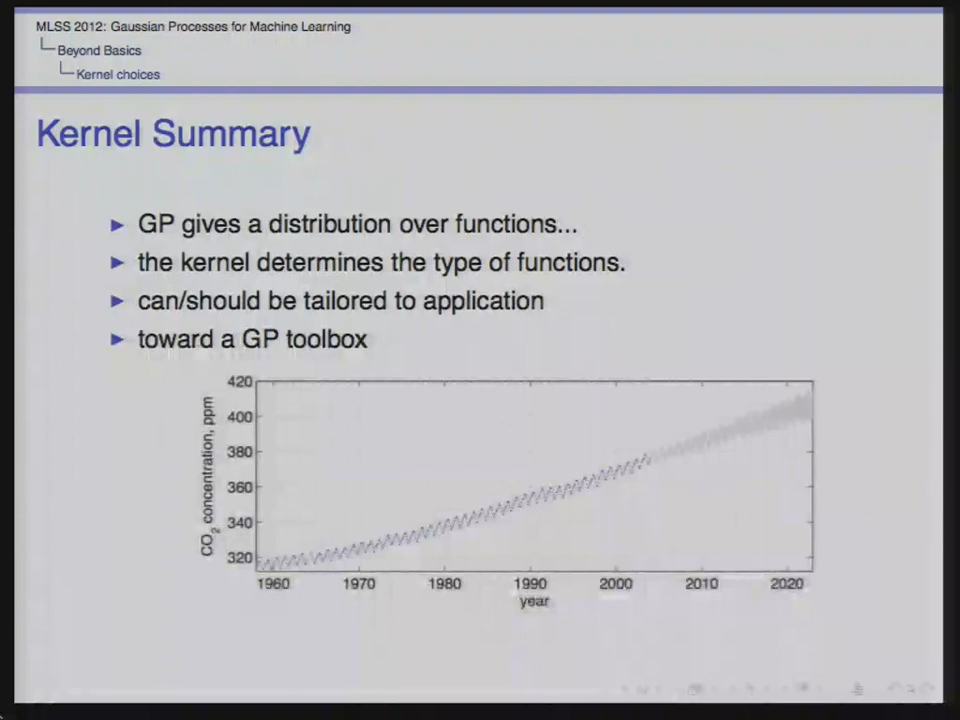 MLSS 2012: Gaussian Processes for Machine Learning
Beyond Basics
Kernel choices
Kernel Summary
GP gives a distribution over functions...
the kernel determines the type of functions.
can/should be tailored to application
toward a GP toolbox
420
400
380
360
340
320
CO2 concentration, ppm
1960 1970 1980 1990 2000 2010 2020
year